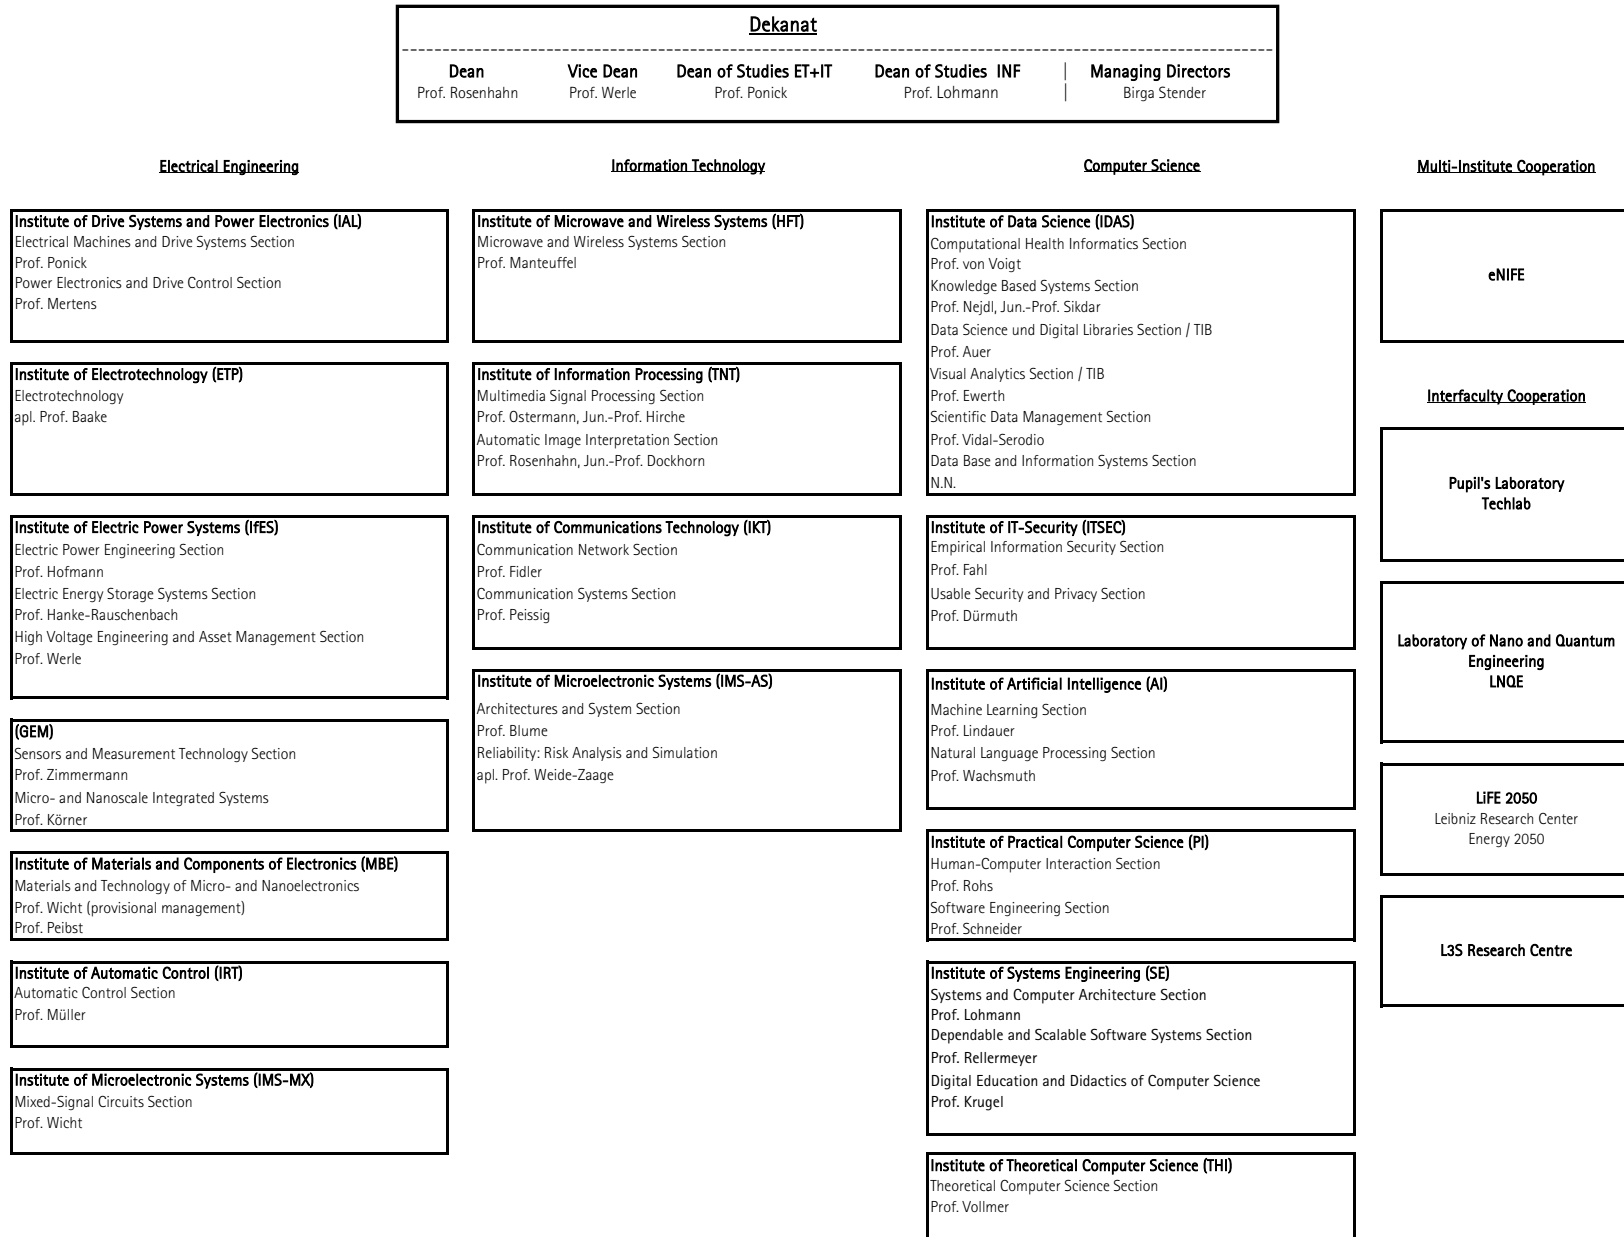 Dekanat
Dean
Prof. Rosenhahn
Vice Dean
Prof. Werle
Dean of Studies ET+IT
Prof. Ponick
Dean of Studies INF
Prof. Lohmann
Managing Directors
Birga Stender
Electrical Engineering
Institute of Drive Systems and Power Electronics (IAL)
Electrical Machines and Drive Systems Section
Prof. Ponick
Power Electronics and Drive Control Section
Prof. Mertens
Institute of Electrotechnology (ETP)
Electrotechnology
apl. Prof. Baake
Institute of Electric Power Systems (IfES)
Electric Power Engineering Section
Prof. Hofmann
Electric Energy Storage Systems Section
Prof. Hanke-Rauschenbach
High Voltage Engineering and Asset Management Section
Prof. Werle
(GEM)
Sensors and Measurement Technology Section
Prof. Zimmermann
Micro- and Nanoscale Integrated Systems
Prof. Körner
Institute of Materials and Components of Electronics (MBE)
Materials and Technology of Micro- and Nanoelectronics
Prof. Wicht (provisional management)
Prof. Peibst
Institute of Automatic Control (IRT)
Automatic Control Section
Prof. Müller
Institute of Microelectronic Systems (IMS-MX)
Mixed-Signal Circuits Section
Prof. Wicht
Information Technology
Institute of Microwave and Wireless Systems (HFT)
Microwave and Wireless Systems Section
Prof. Manteuffel
Institute of Information Processing (TNT)
Multimedia Signal Processing Section
Prof. Ostermann, Jun.-Prof. Hirche
Automatic Image Interpretation Section
Prof. Rosenhahn, Jun.-Prof. Dockhorn
Institute of Communications Technology (IKT)
Communication Network Section
Prof. Fidler
Communication Systems Section
Prof. Peissig
Institute of Microelectronic Systems (IMS-AS)
Architectures and System Section
Prof. Blume
Reliability: Risk Analysis and Simulation
apl. Prof. Weide-Zaage
Computer Science
Institute of Data Science (IDAS)
Computational Health Informatics Section
Prof. von Voigt
Knowledge Based Systems Section
Prof. Nejdl, Jun.-Prof. Sikdar
Data Science und Digital Libraries Section / TIB
Prof. Auer
Visual Analytics Section / TIB
Prof. Ewerth
Scientific Data Management Section
Prof. Vidal-Serodio
Data Base and Information Systems Section
N.N.
Institute of IT-Security (ITSEC)
Empirical Information Security Section
Prof. Fahl
Usable Security and Privacy Section
Prof. Dürmuth
Institute of Artificial Intelligence (AI)
Machine Learning Section
Prof. Lindauer
Natural Language Processing Section
Prof. Wachsmuth
Institute of Practical Computer Science (PI)
Human-Computer Interaction Section
Prof. Rohs
Software Engineering Section
Prof. Schneider
Institute of Systems Engineering (SE)
Systems and Computer Architecture Section
Prof. Lohmann
Dependable and Scalable Software Systems Section
Prof. Rellermeyer
Digital Education and Didactics of Computer Science
Prof. Krugel
Institute of Theoretical Computer Science (THI)
Theoretical Computer Science Section
Prof. Vollmer
Multi-Institute Cooperation
eNIFE
Interfaculty Cooperation
Pupil's Laboratory
Techlab
Laboratory of Nano and Quantum
Engineering
LNQE
LiFE 2050
Leibniz Research Center
Energy 2050
L3S Research Centre